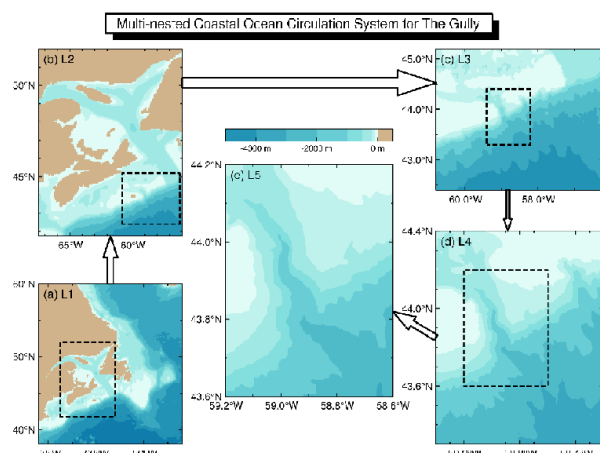 Multi-nested Coastal Ocean Circulation System for The Gully
(b) L2
50°N
45°N
65°W
60°W
(c) L3
45.0°N
44.0°N
43.0°N
60.0°W
58.0°W
-4000 m
-2000 m
0 m
(e) L5
44.2°N
44.0°N
43.8°N
43.6°N
59.2°W
59.0°W
58.8°W
58.6°W
(a) L1
60°N
50°N
40°N
(d) L4
44.4°N
44.0°N
43.6°N